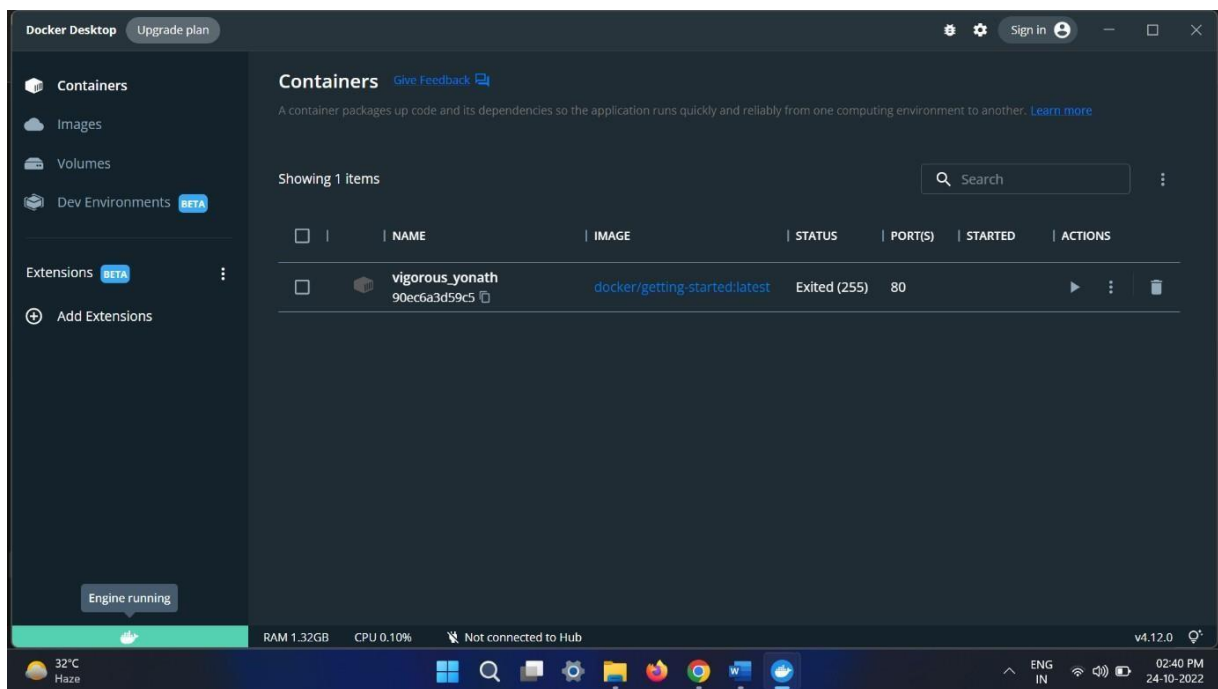 Docker Desktop Upgrade plan Sign in
Containers
Images
Volumes
Dev Environments BETA
Extensions BETA
Add Extensions
Containers Give Feedback
A container packages up code and its dependencies so the application runs quickly and reliably from one computing environment to another. Learn more
Showing 1 items Search
NAME IMAGE STATUS PORT(S) STARTED ACTIONS
vigorous_yonath docker/getting-started:latest Exited (255) 80
90ec6a3d59c5
Engine running
RAM 1.32GB CPU 0.10% Not connected to Hub v4.12.0
32°C ENG 02:40 PM
Haze IN 24-10-2022